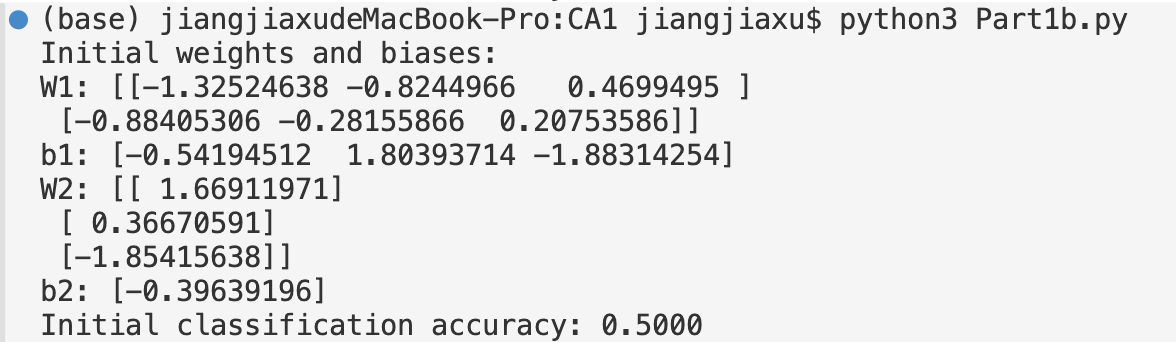 (base) jiangjiaxudeMacBook-Pro:CA1 jiangjiaxu$ python3 Part1b.py
Initial weights and biases:
W1: [[-1.32524638 -0.8244966   0.4699495 ]
 [-0.88405306 -0.28155866  0.20753586]]
b1: [-0.54194512  1.80393714 -1.88314254]
W2: [[ 1.66911971]
 [ 0.36670591]
 [-1.85415638]]
b2: [-0.39639196]
Initial classification accuracy: 0.5000